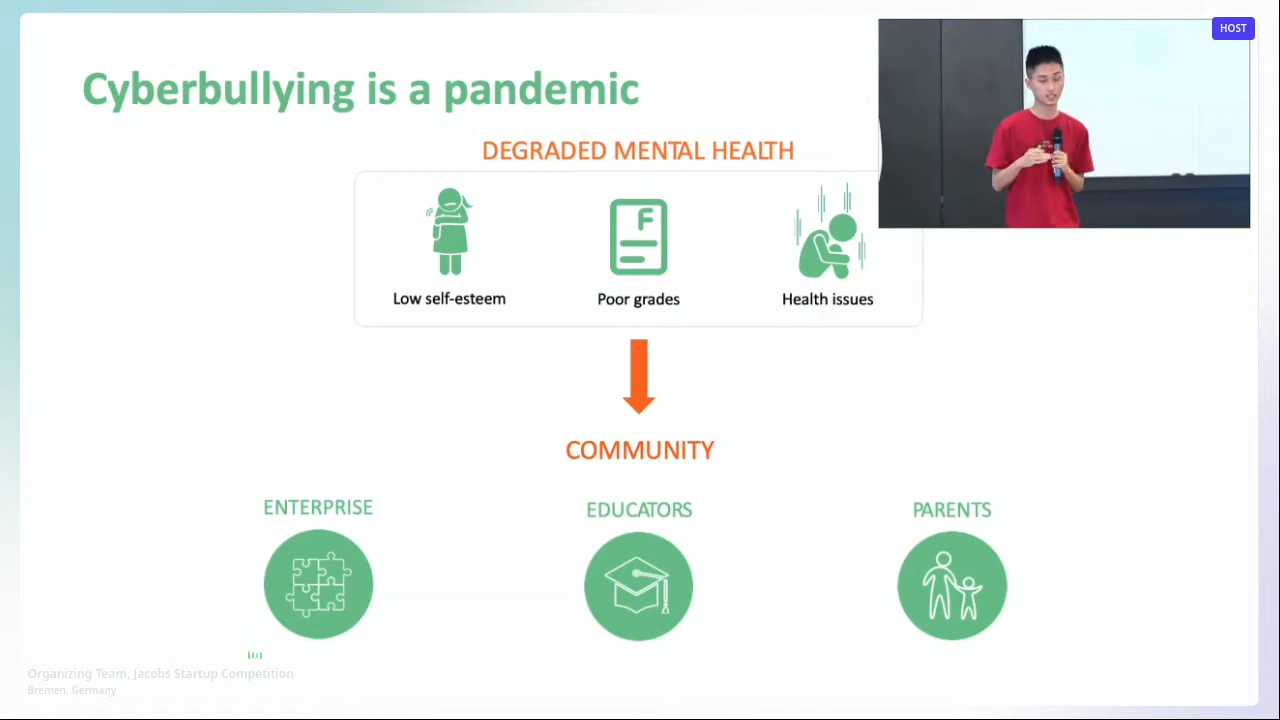 HOST
Cyberbullying is a pandemic
DEGRADED MENTAL HEALTH
F
Low self-esteem
Poor grades
Health issues
COMMUNITY
ENTERPRISE
EDUCATORS
PARENTS
Organizing Team, Jacobs Startup Competition
Bremen, Germany